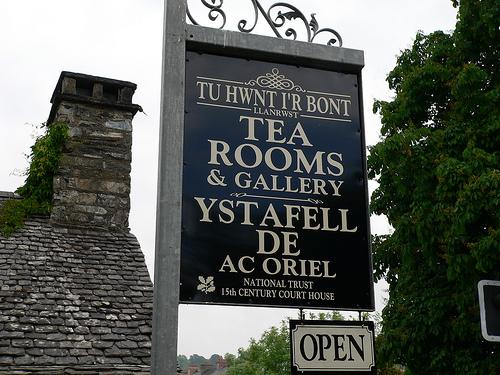 TU HWNT I'R BONT
LLANRWST
TEA
ROOMS
& GALLERY
YSTAFELL
DE
AC ORIEL
NATIONAL TRUST
15th CENTURY COURT HOUSE
OPEN